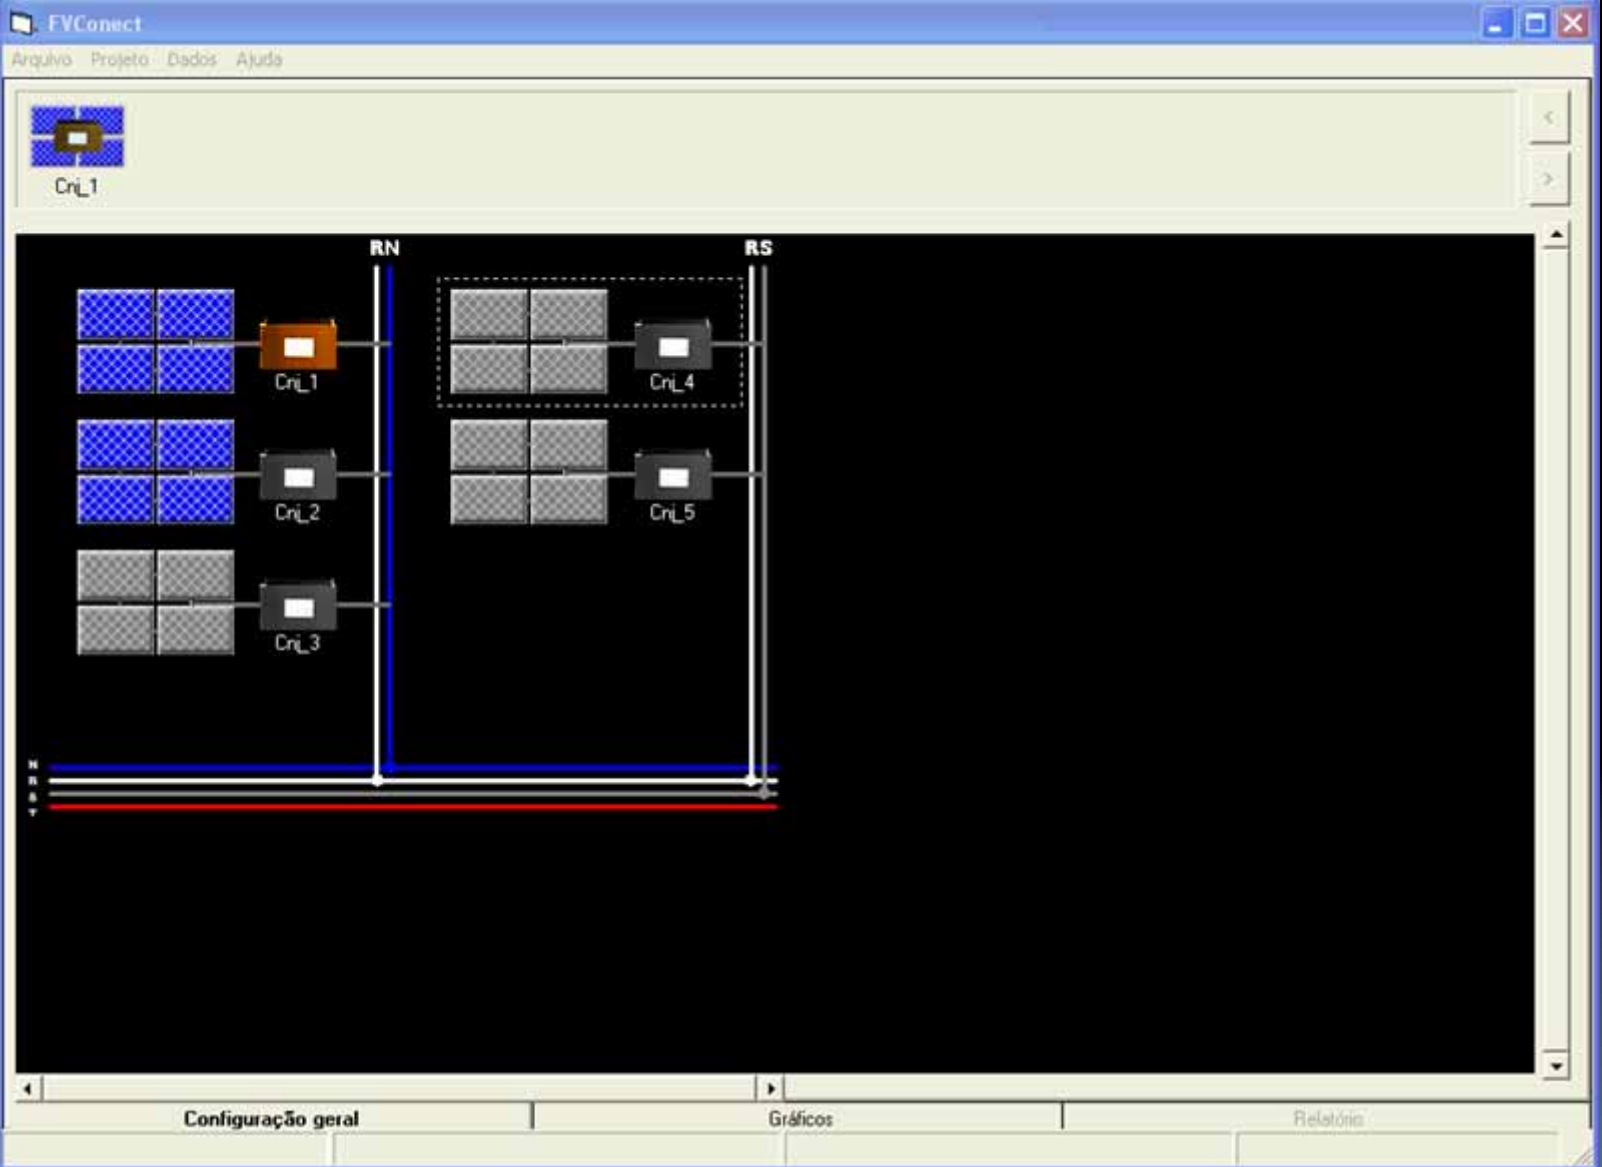 FVConect
Arquivo Projeto Dados Ajuda
<
Cnj_1
>
RN RS
Cnj_1 Cnj_4
Cnj_2 Cnj_5
Cnj_3
N
R
S
T
Configuração geral Gráficos Relatório